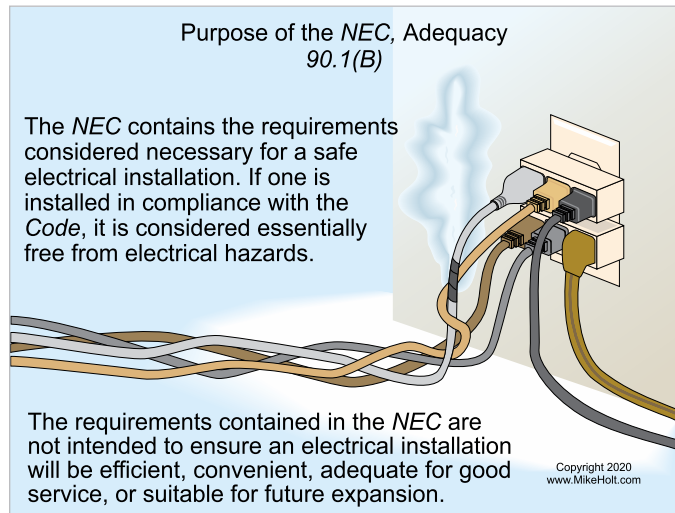 Purpose of the NEC, Adequacy
90.1(B)
The NEC contains the requirements
considered necessary for a safe
electrical installation. If one is
installed in compliance with the
Code, it is considered essentially
free from electrical hazards.
The requirements contained in the NEC are
not intended to ensure an electrical installation
will be efficient, convenient, adequate for good
service, or suitable for future expansion.
Copyright 2020
www.MikeHolt.com